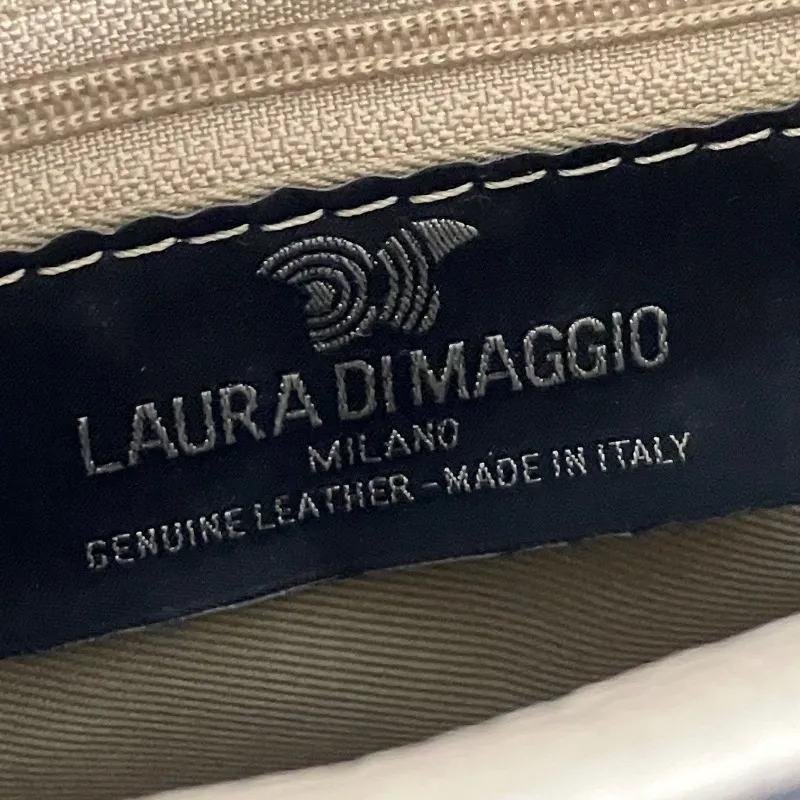 LAURA DI MAGGIO
MILANO
GENUINE LEATHER - MADE IN ITALY